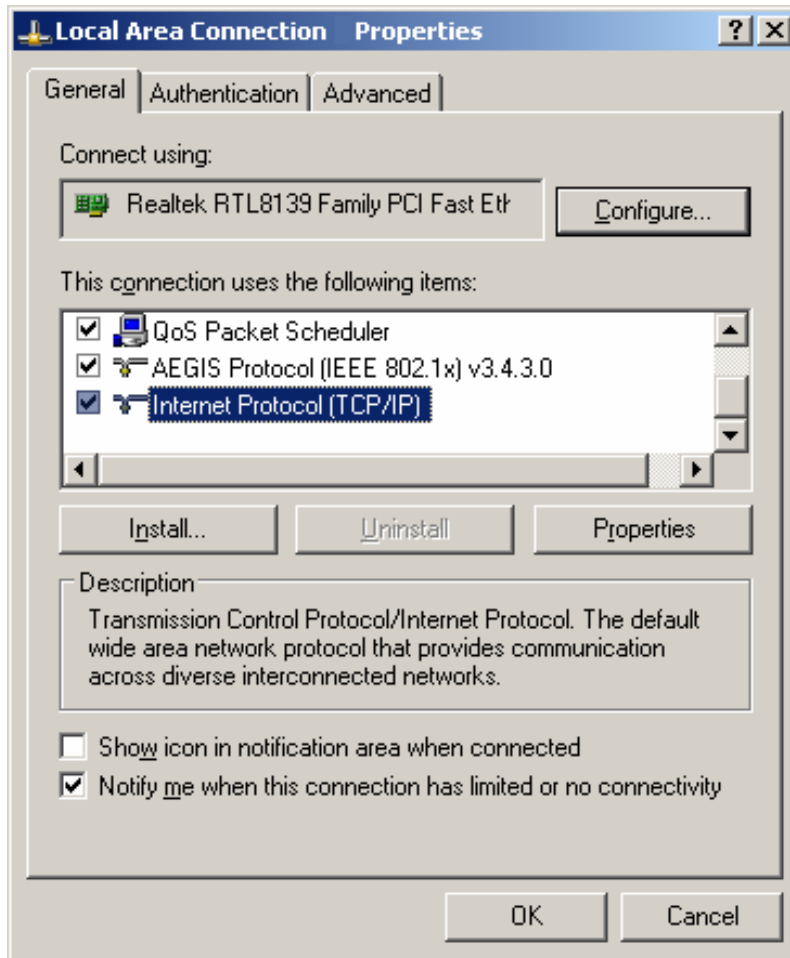 Local Area Connection Properties
General Authentication Advanced
Connect using:
Realtek RTL8139 Family PCI Fast Eth
Configure...
This connection uses the following items:
QoS Packet Scheduler
AEGIS Protocol (IEEE 802.1x) v3.4.3.0
Internet Protocol (TCP/IP)
Install... Uninstall Properties
Description
Transmission Control Protocol/Internet Protocol. The default
wide area network protocol that provides communication
across diverse interconnected networks.
Show icon in notification area when connected
Notify me when this connection has limited or no connectivity
OK Cancel